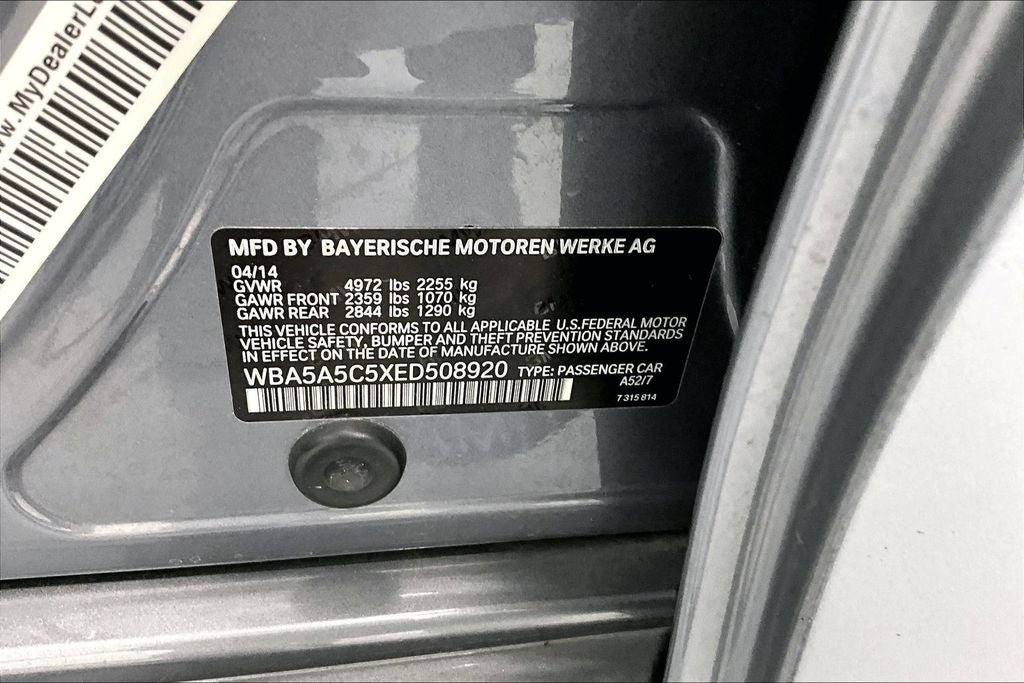 w.MyDealerL
MFD BY BAYERISCHE MOTOREN WERKE AG
04/14
GVWR 4972 lbs 2255 kg
GAWR FRONT 2359 lbs 1070 kg
GAWR REAR 2844 lbs 1290 kg
THIS VEHICLE CONFORMS TO ALL APPLICABLE U.S.FEDERAL MOTOR
VEHICLE SAFETY, BUMPER AND THEFT PREVENTION STANDARDS
IN EFFECT ON THE DATE OF MANUFACTURE SHOWN ABOVE.
WBA5A5C5XED508920 TYPE: PASSENGER CAR
A52/7
7 315 814